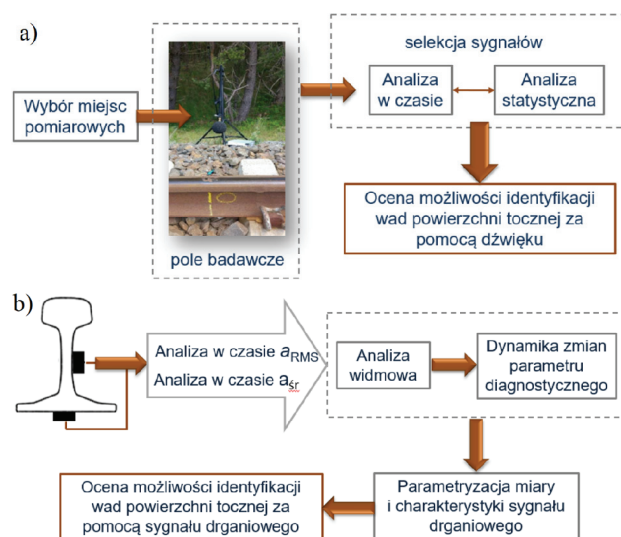 a)
Wybór miejsc
pomiarowych
pole badawcze
selekcja sygnałów
Analiza
w czasie
Analiza
statystyczna
Ocena możliwości identyfikacji
wad powierzchni tocznej za
pomocą dźwięku
b)
Analiza w czasie aRMS
Analiza w czasie aśr
Analiza
widmowa
Dynamika zmian
parametru
diagnostycznego
Parametryzacja miary
i charakterystyki sygnału
drganiowego
Ocena możliwości identyfikacji
wad powierzchni tocznej za
pomocą sygnału drganiowego